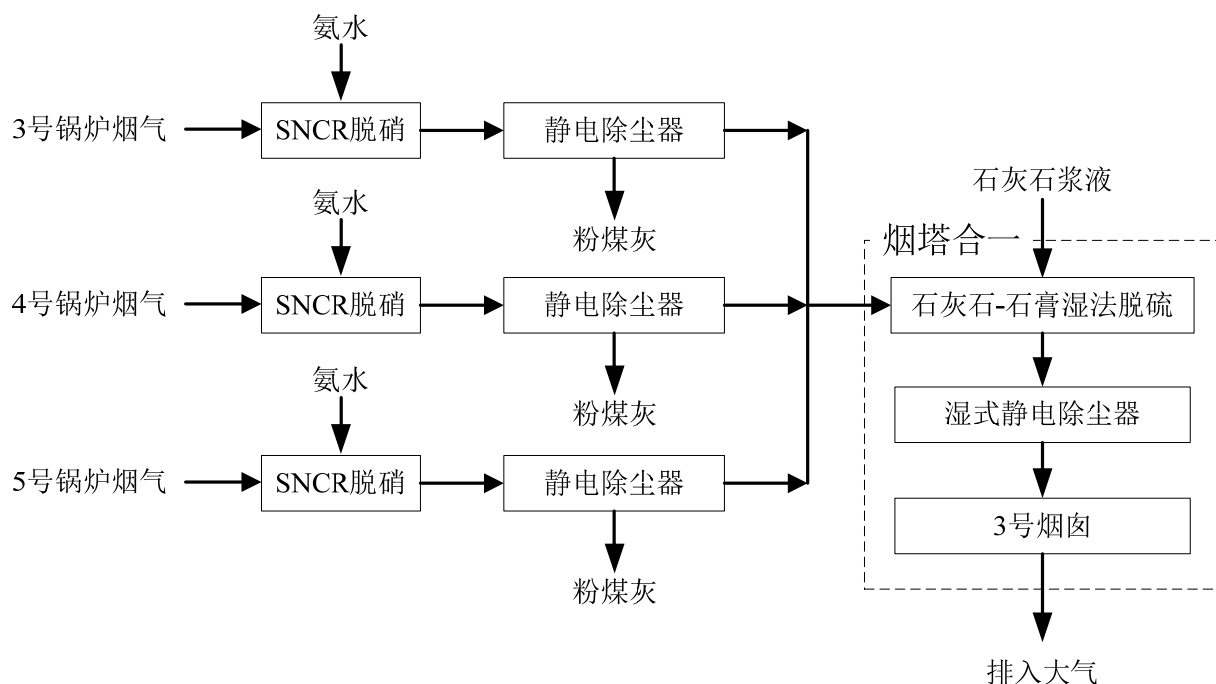 氨水
3号锅炉烟气
SNCR脱硝
静电除尘器
粉煤灰
氨水
4号锅炉烟气
SNCR脱硝
静电除尘器
粉煤灰
氨水
5号锅炉烟气
SNCR脱硝
静电除尘器
粉煤灰
石灰石浆液
烟塔合一
石灰石-石膏湿法脱硫
湿式静电除尘器
3号烟囱
排入大气